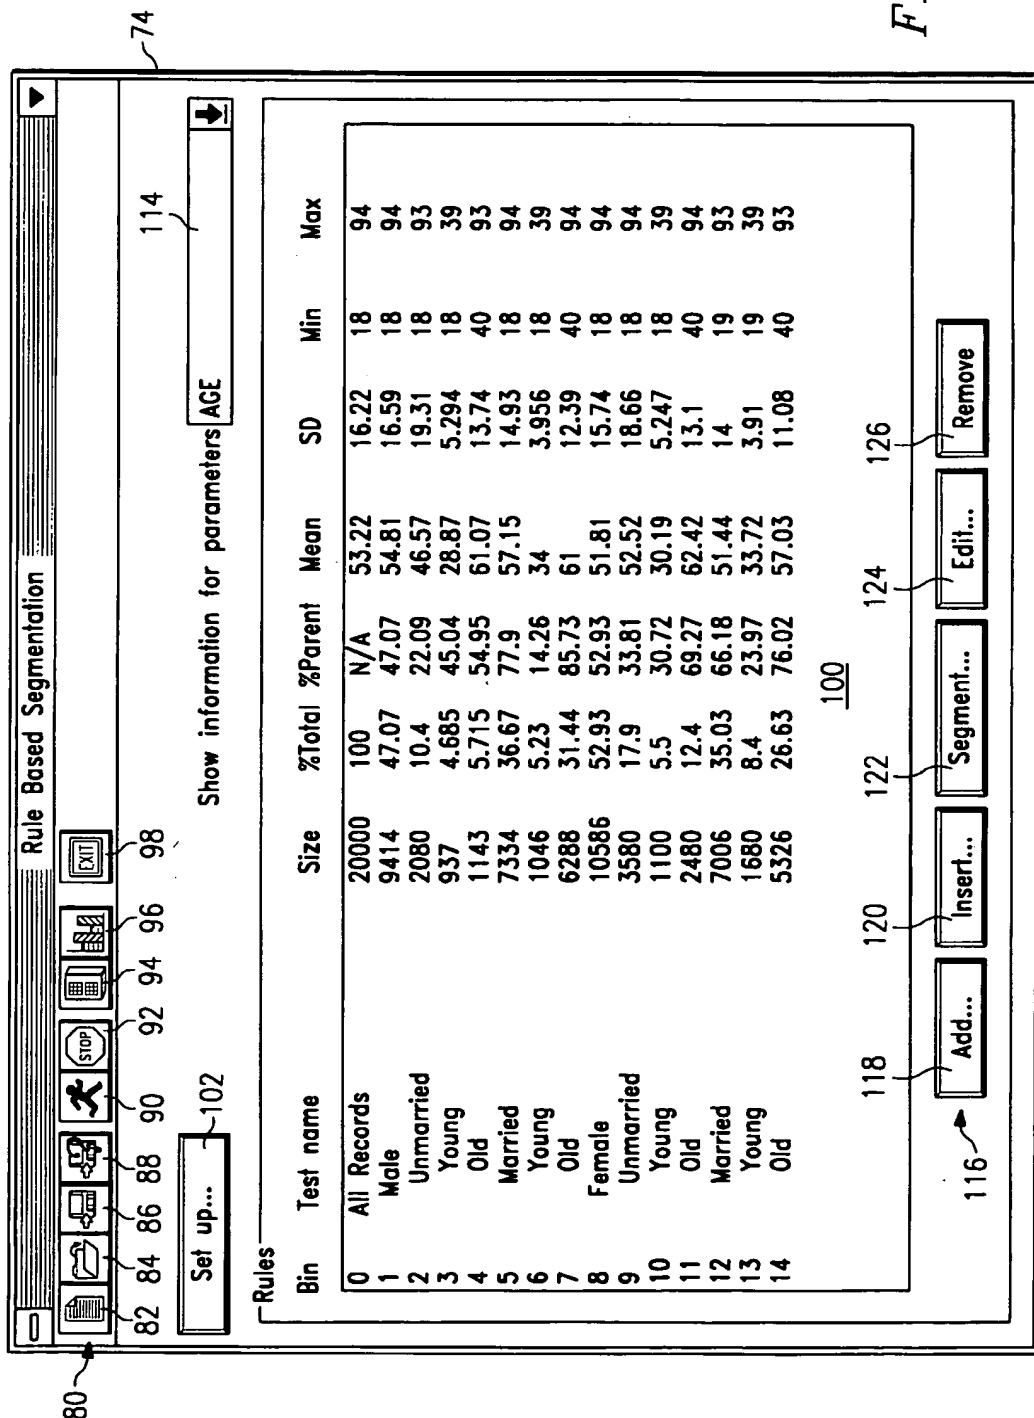 Rule Based Segmentation
74
80
82 84 86 88 90 92 94 96 98
STOP
EXIT
Set up...
102
Show information for parameters AGE
114
Rules
Bin Test name Size %Total %Parent Mean SD Min Max
0 All Records 20000 100 N/A 53.22 16.22 18 94
1 Male 9414 47.07 47.07 54.81 16.59 18 94
2 Unmarried 2080 10.4 22.09 46.57 19.31 18 93
3 Young 937 4.685 45.04 28.87 5.294 18 39
4 Old 1143 5.715 54.95 61.07 13.74 40 93
5 Married 7334 36.67 77.9 57.15 14.93 18 94
6 Young 1046 5.23 14.26 34 3.956 18 39
7 Old 6288 31.44 85.73 61 12.39 40 94
8 Female 10586 52.93 52.93 51.81 15.74 18 94
9 Unmarried 3580 17.9 33.81 52.52 18.66 18 94
10 Young 1100 5.5 30.72 30.19 5.247 18 39
11 Old 2480 12.4 69.27 62.42 13.1 40 94
12 Married 7006 35.03 66.18 51.44 14 19 93
13 Young 1680 8.4 23.97 33.72 3.91 19 39
14 Old 5326 26.63 76.02 57.03 11.08 40 93
100
116
118 120 122 124 126
Add... Insert... Segment... Edit... Remove
F